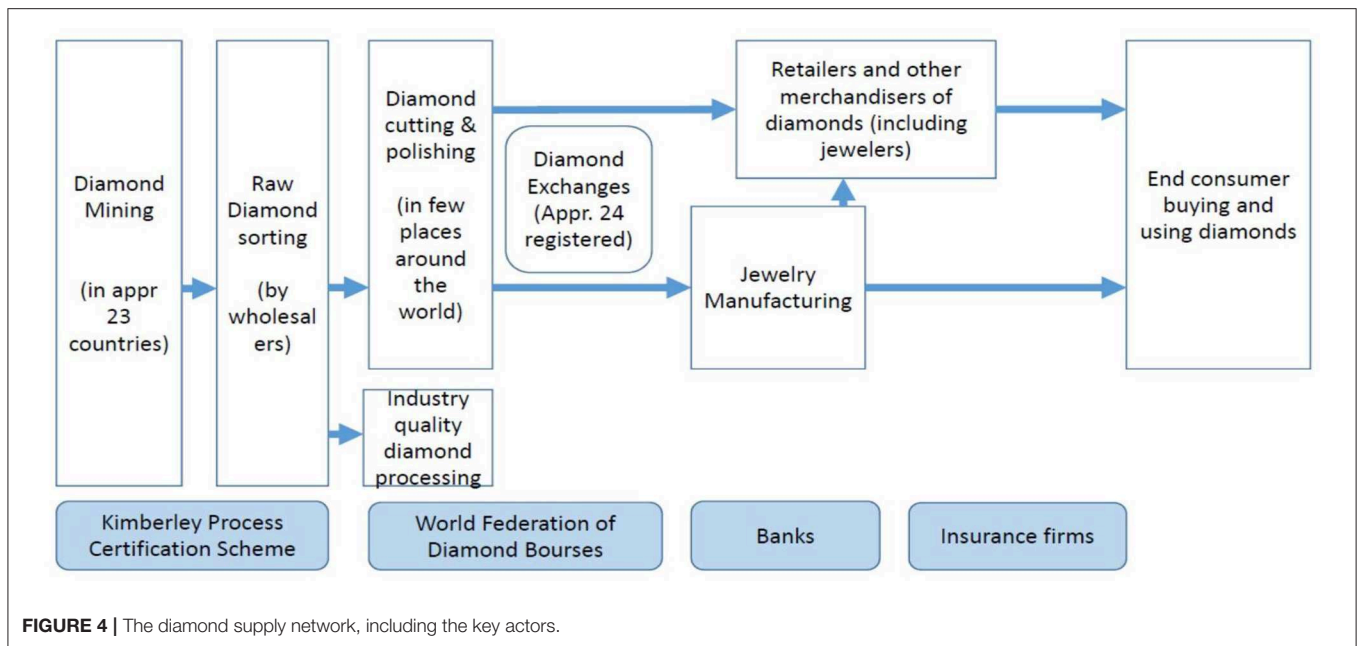 Diamond
Mining
(in appr
23
countries)
Raw
Diamond
sorting
(by
wholesal
ers)
Diamond
cutting &
polishing
(in few
places
around
the
world)
Industry
quality
diamond
processing
Diamond
Exchanges
(Appr. 24
registered)
Retailers and other
merchandisers of
diamonds (including
jewelers)
Jewelry
Manufacturing
End consumer
buying and
using diamonds
Kimberley Process
Certification Scheme
World Federation of
Diamond Bourses
Banks
Insurance firms
FIGURE 4 | The diamond supply network, including the key actors.